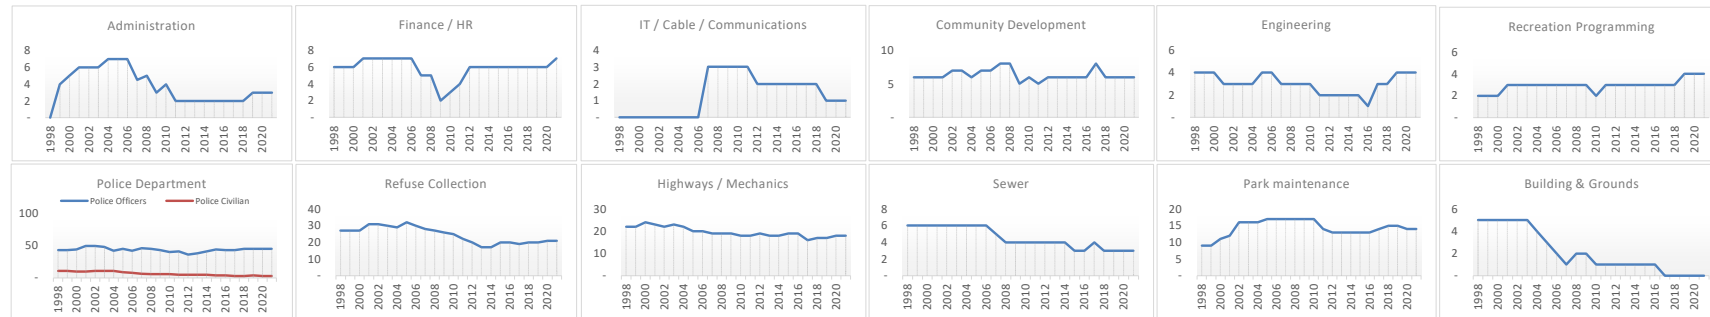 Administration
8
6
4
2
-
1998 2000 2002 2004 2006 2008 2010 2012 2014 2016 2018 2020
Finance / HR
8
6
4
2
-
1998 2000 2002 2004 2006 2008 2010 2012 2014 2016 2018 2020
IT / Cable / Communications
4
3
2
1
-
1998 2000 2002 2004 2006 2008 2010 2012 2014 2016 2018 2020
Community Development
10
5
-
1998 2000 2002 2004 2006 2008 2010 2012 2014 2016 2018 2020
Engineering
6
4
2
-
1998 2000 2002 2004 2006 2008 2010 2012 2014 2016 2018 2020
Recreation Programming
6
4
2
-
1998 2000 2002 2004 2006 2008 2010 2012 2014 2016 2018 2020
Police Department
Police Officers Police Civilian
100
50
-
1998 2000 2002 2004 2006 2008 2010 2012 2014 2016 2018 2020
Refuse Collection
40
30
20
10
-
1998 2000 2002 2004 2006 2008 2010 2012 2014 2016 2018 2020
Highways / Mechanics
30
20
10
-
1998 2000 2002 2004 2006 2008 2010 2012 2014 2016 2018 2020
Sewer
8
6
4
2
-
1998 2000 2002 2004 2006 2008 2010 2012 2014 2016 2018 2020
Park maintenance
20
15
10
5
-
1998 2000 2002 2004 2006 2008 2010 2012 2014 2016 2018 2020
Building & Grounds
6
4
2
-
1998 2000 2002 2004 2006 2008 2010 2012 2014 2016 2018 2020